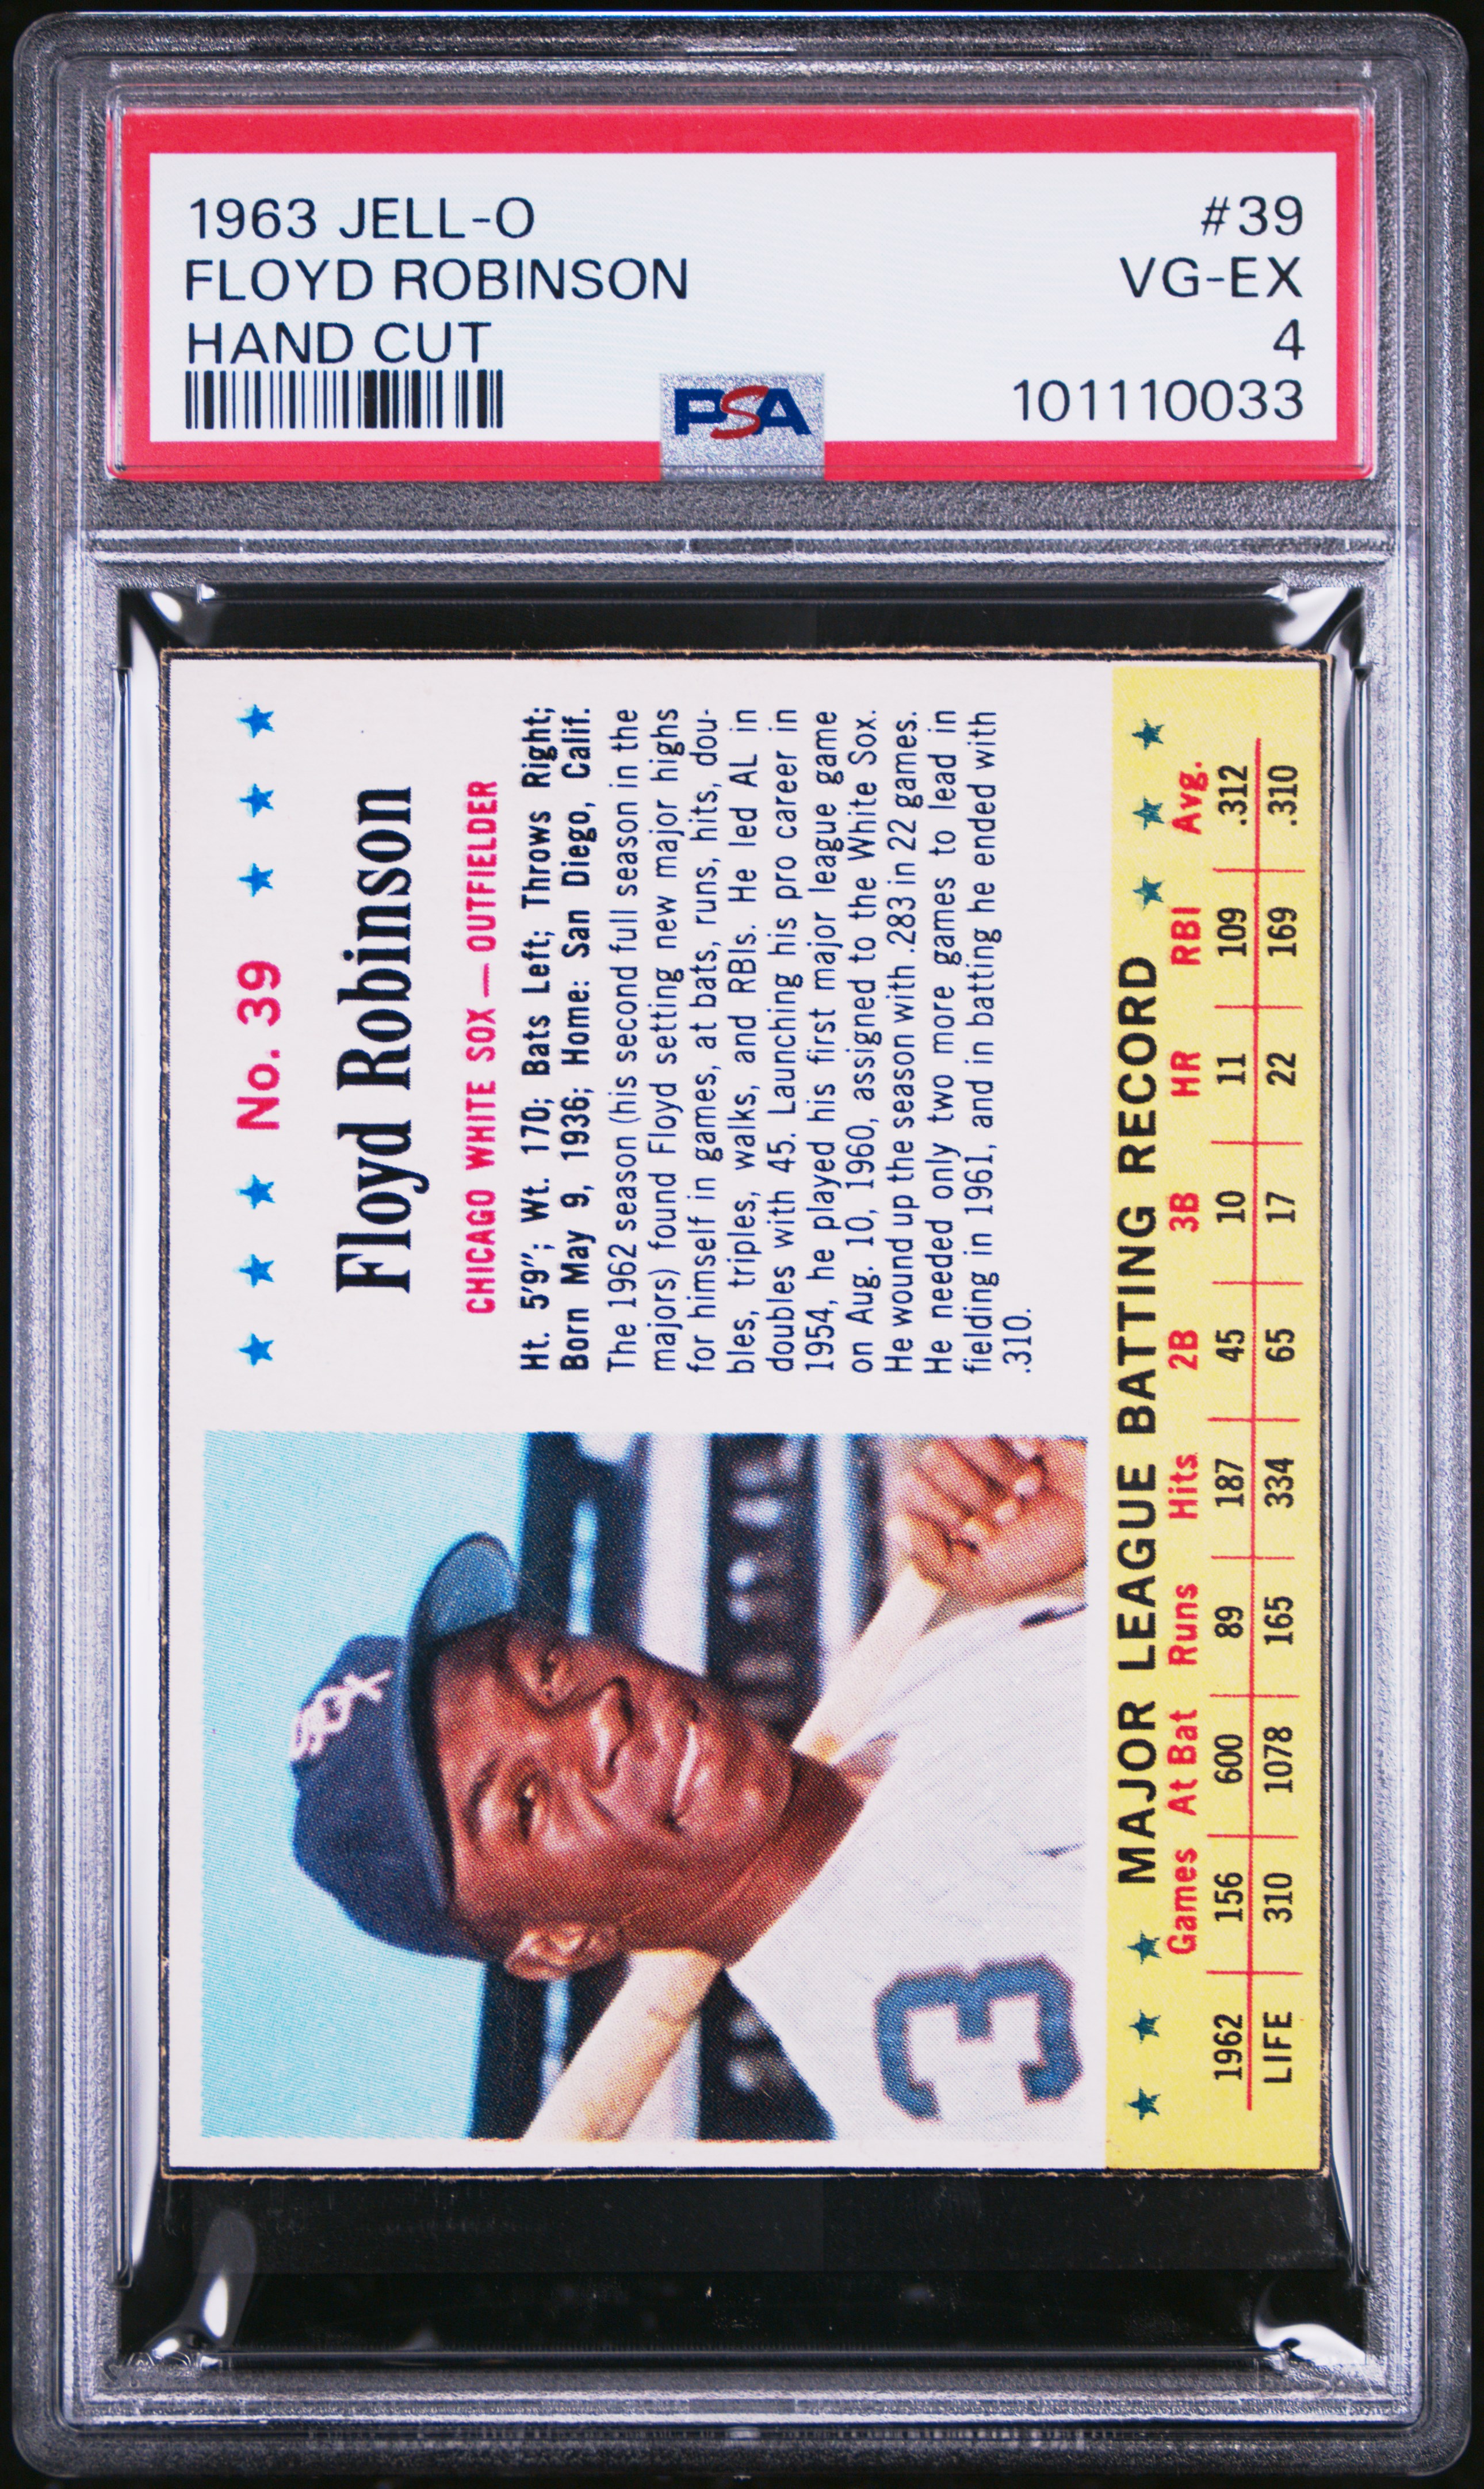 1963 JELL-O #39
FLOYD ROBINSON VG-EX
HAND CUT 4
PSA 101110033
★ ★ ★ No. 39 ★ ★ ★
Floyd Robinson
CHICAGO WHITE SOX — OUTFIELDER
Ht. 5'9"; Wt. 170; Bats Left; Throws Right;
Born May 9, 1936; Home: San Diego, Calif.
The 1962 season (his second full season in the
majors) found Floyd setting new major highs
for himself in games, at bats, runs, hits, dou-
bles, triples, walks, and RBIs. He led AL in
doubles with 45. Launching his pro career in
1954, he played his first major league game
on Aug. 10, 1960, assigned to the White Sox.
He wound up the season with .283 in 22 games.
He needed only two more games to lead in
fielding in 1961, and in batting he ended with
.310.
Sox
3
★ ★ ★ MAJOR LEAGUE BATTING RECORD ★ ★ ★
Games At Bat Runs Hits 2B 3B HR RBI Avg.
1962 156 600 89 187 45 10 11 109 .312
LIFE 310 1078 165 334 65 17 22 169 .310